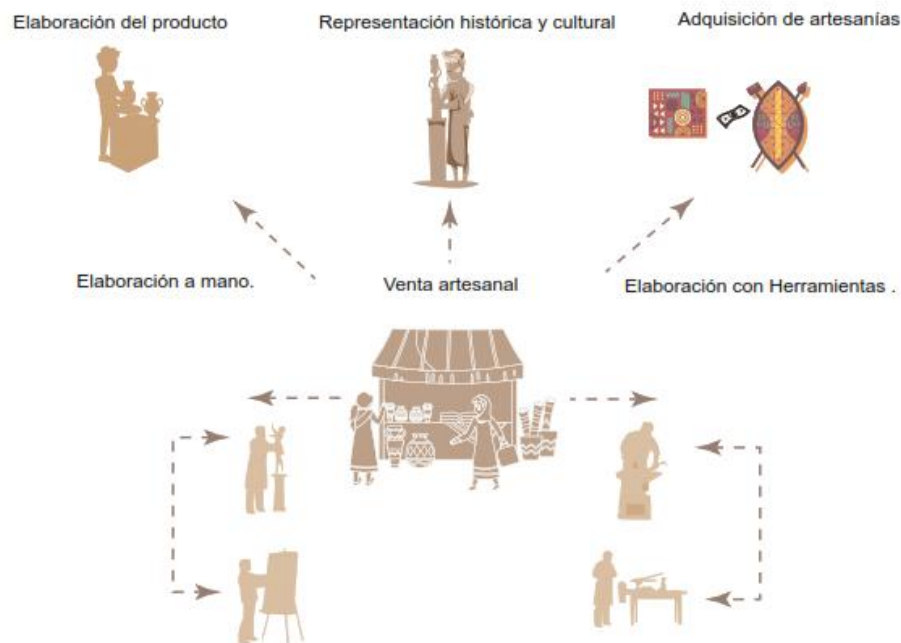 Elaboración del producto
Representación histórica y cultural
Adquisición de artesanías
Elaboración a mano.
Venta artesanal
Elaboración con Herramientas .